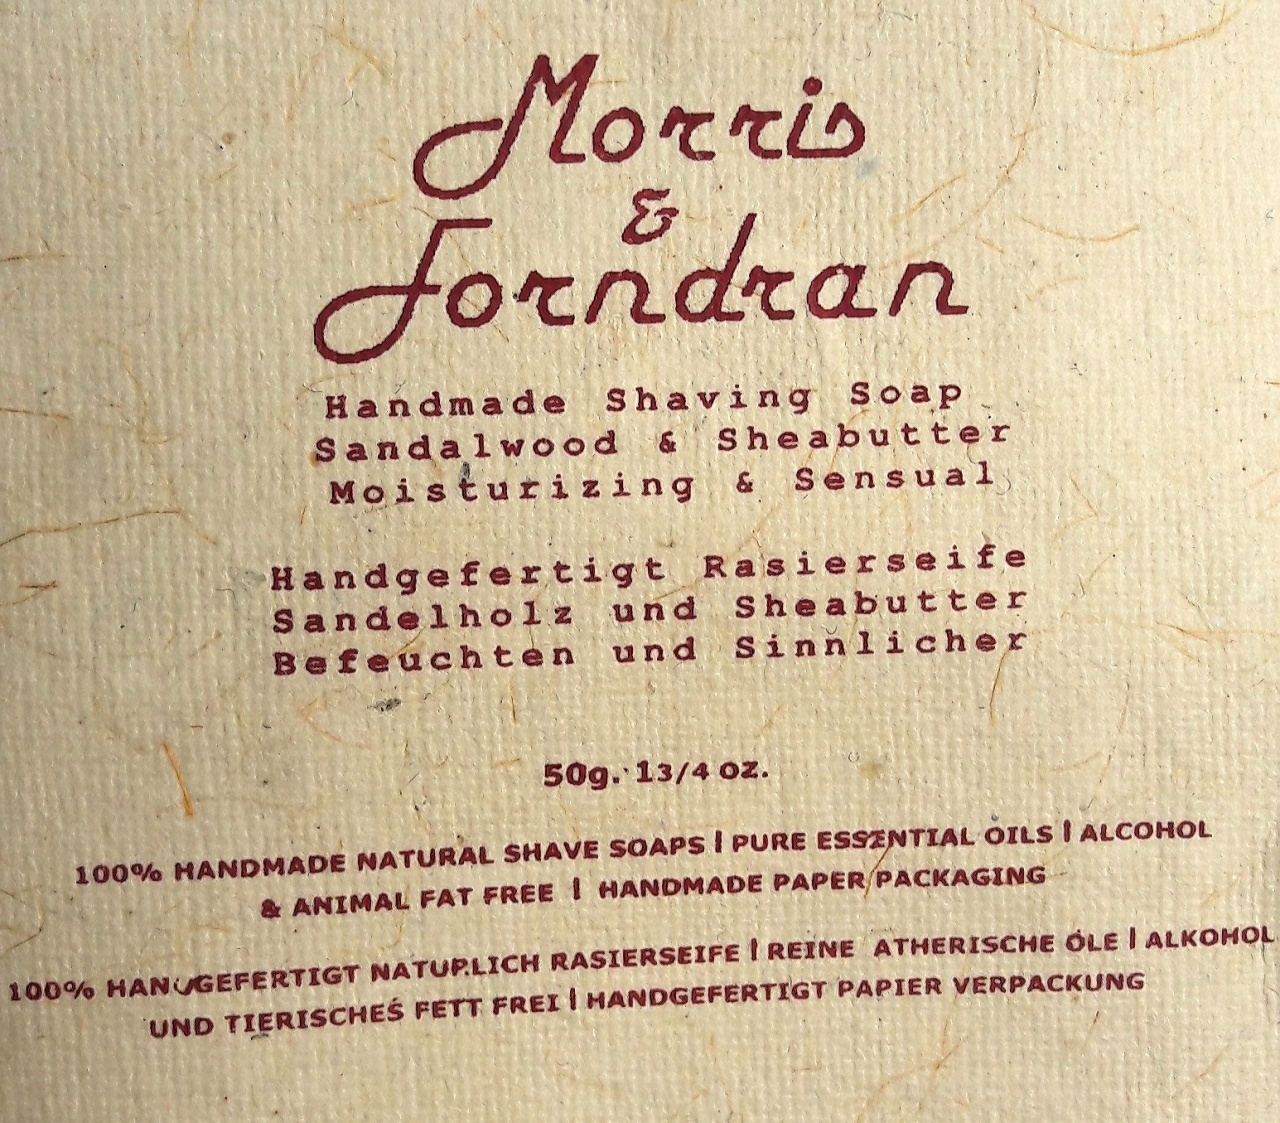 Morris
&
Forndran
Handmade Shaving Soap
Sandalwood & Sheabutter
Moisturizing & Sensual
Handgefertigt Rasierseife
Sandelholz und Sheabutter
Befeuchten und Sinnlicher
50g. 13/4 oz.
100% HANDMADE NATURAL SHAVE SOAPS | PURE ESSENTIAL OILS | ALCOHOL
& ANIMAL FAT FREE | HANDMADE PAPER PACKAGING
100% HANDGEFERTIGT NATURLICH RASIERSEIFE | REINE ATHERISCHE ÖLE | ALKOHOL
UND TIERISCHES FETT FREI | HANDGEFERTIGT PAPIER VERPACKUNG